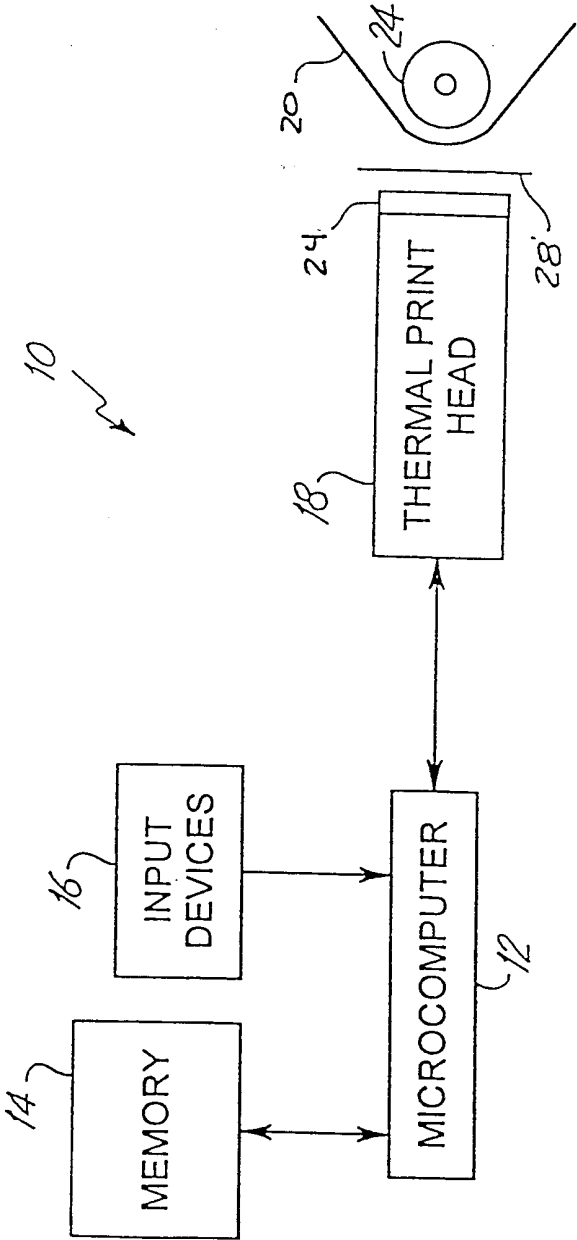 10
14
MEMORY
16
INPUT
DEVICES
MICROCOMPUTER
12
18
THERMAL PRINT
HEAD
24
20
24
28